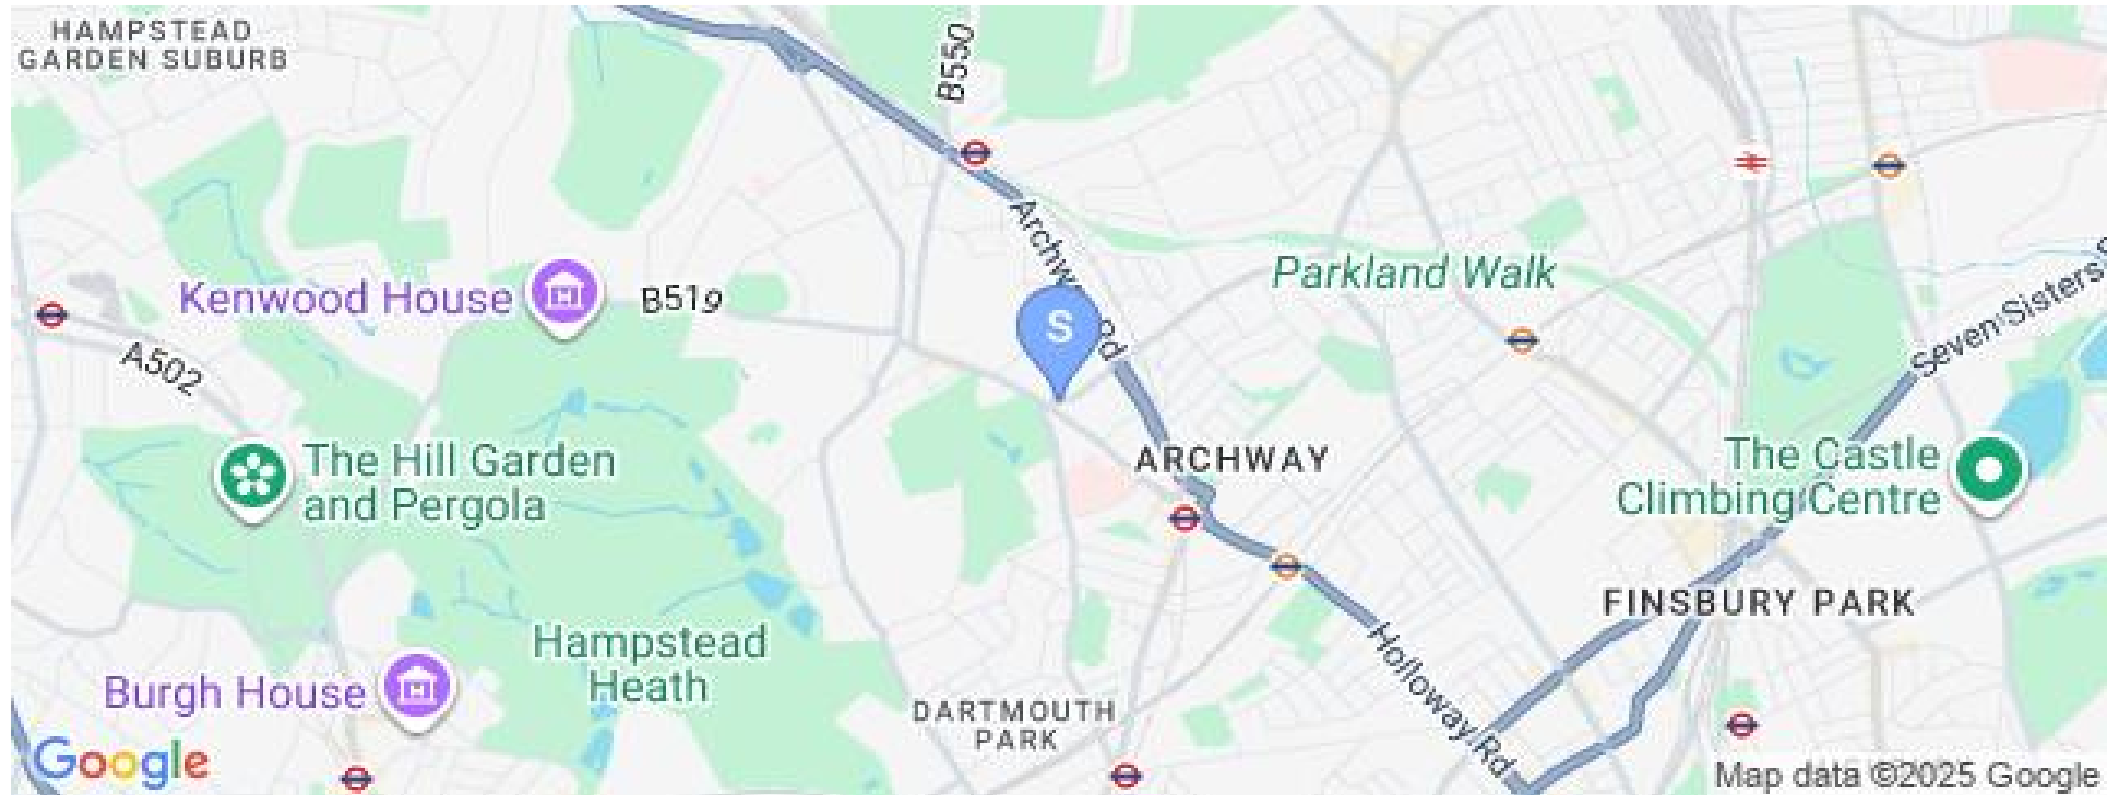 HAMPSTEAD
GARDEN SUBURB
B550
Archway Rd
Parkland Walk
Kenwood House
B519
S
A502
Seven Sisters
The Hill Garden
and Pergola
ARCHWAY
The Castle
Climbing Centre
FINSBURY PARK
Hampstead
Heath
Holloway Rd
Burgh House
DARTMOUTH
PARK
Google
Map data ©2025 Google